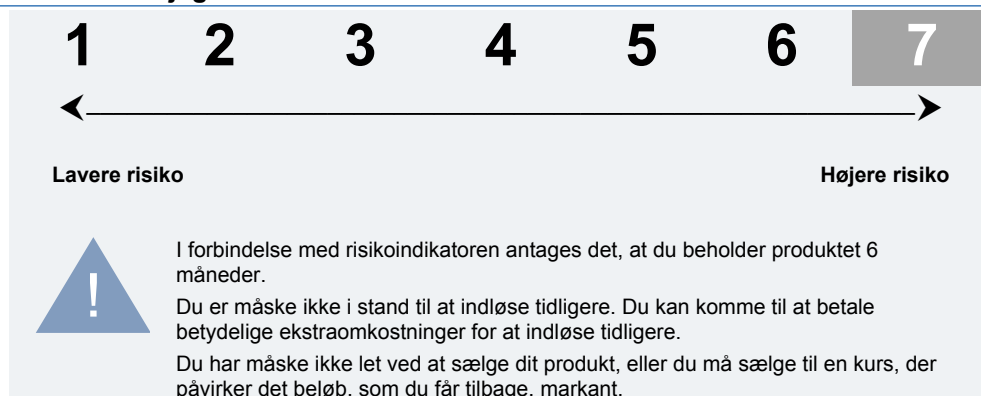 1 2 3 4 5 6 7
Lavere risiko Højere risiko
!
I forbindelse med risikoindikatoren antages det, at du beholder produktet 6
måneder.
Du er måske ikke i stand til at indløse tidligere. Du kan komme til at betale
betydelige ekstraomkostninger for at indløse tidligere.
Du har måske ikke let ved at sælge dit produkt, eller du må sælge til en kurs, der
påvirker det beløb, som du får tilbage, markant.